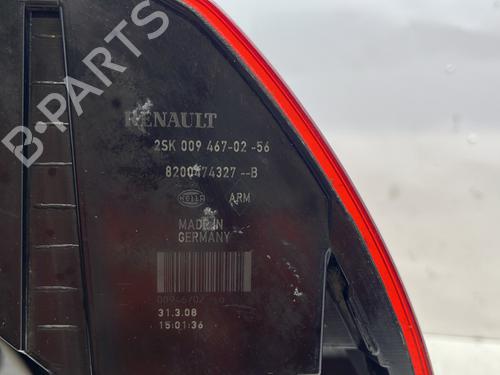 B-PARTS
RENAULT
2SK 009 467-02-56
8200474327--B
HELLA ARM
MADE IN
GERMANY
31.3.08
15:01:36